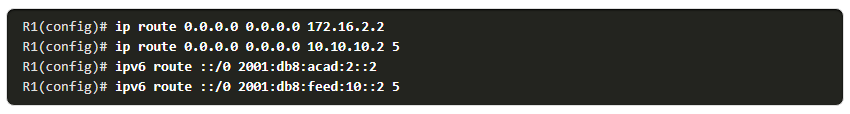 R1(config)# ip route 0.0.0.0 0.0.0.0 172.16.2.2
R1(config)# ip route 0.0.0.0 0.0.0.0 10.10.10.2 5
R1(config)# ipv6 route ::/0 2001:db8:acad:2::2
R1(config)# ipv6 route ::/0 2001:db8:feed:10::2 5